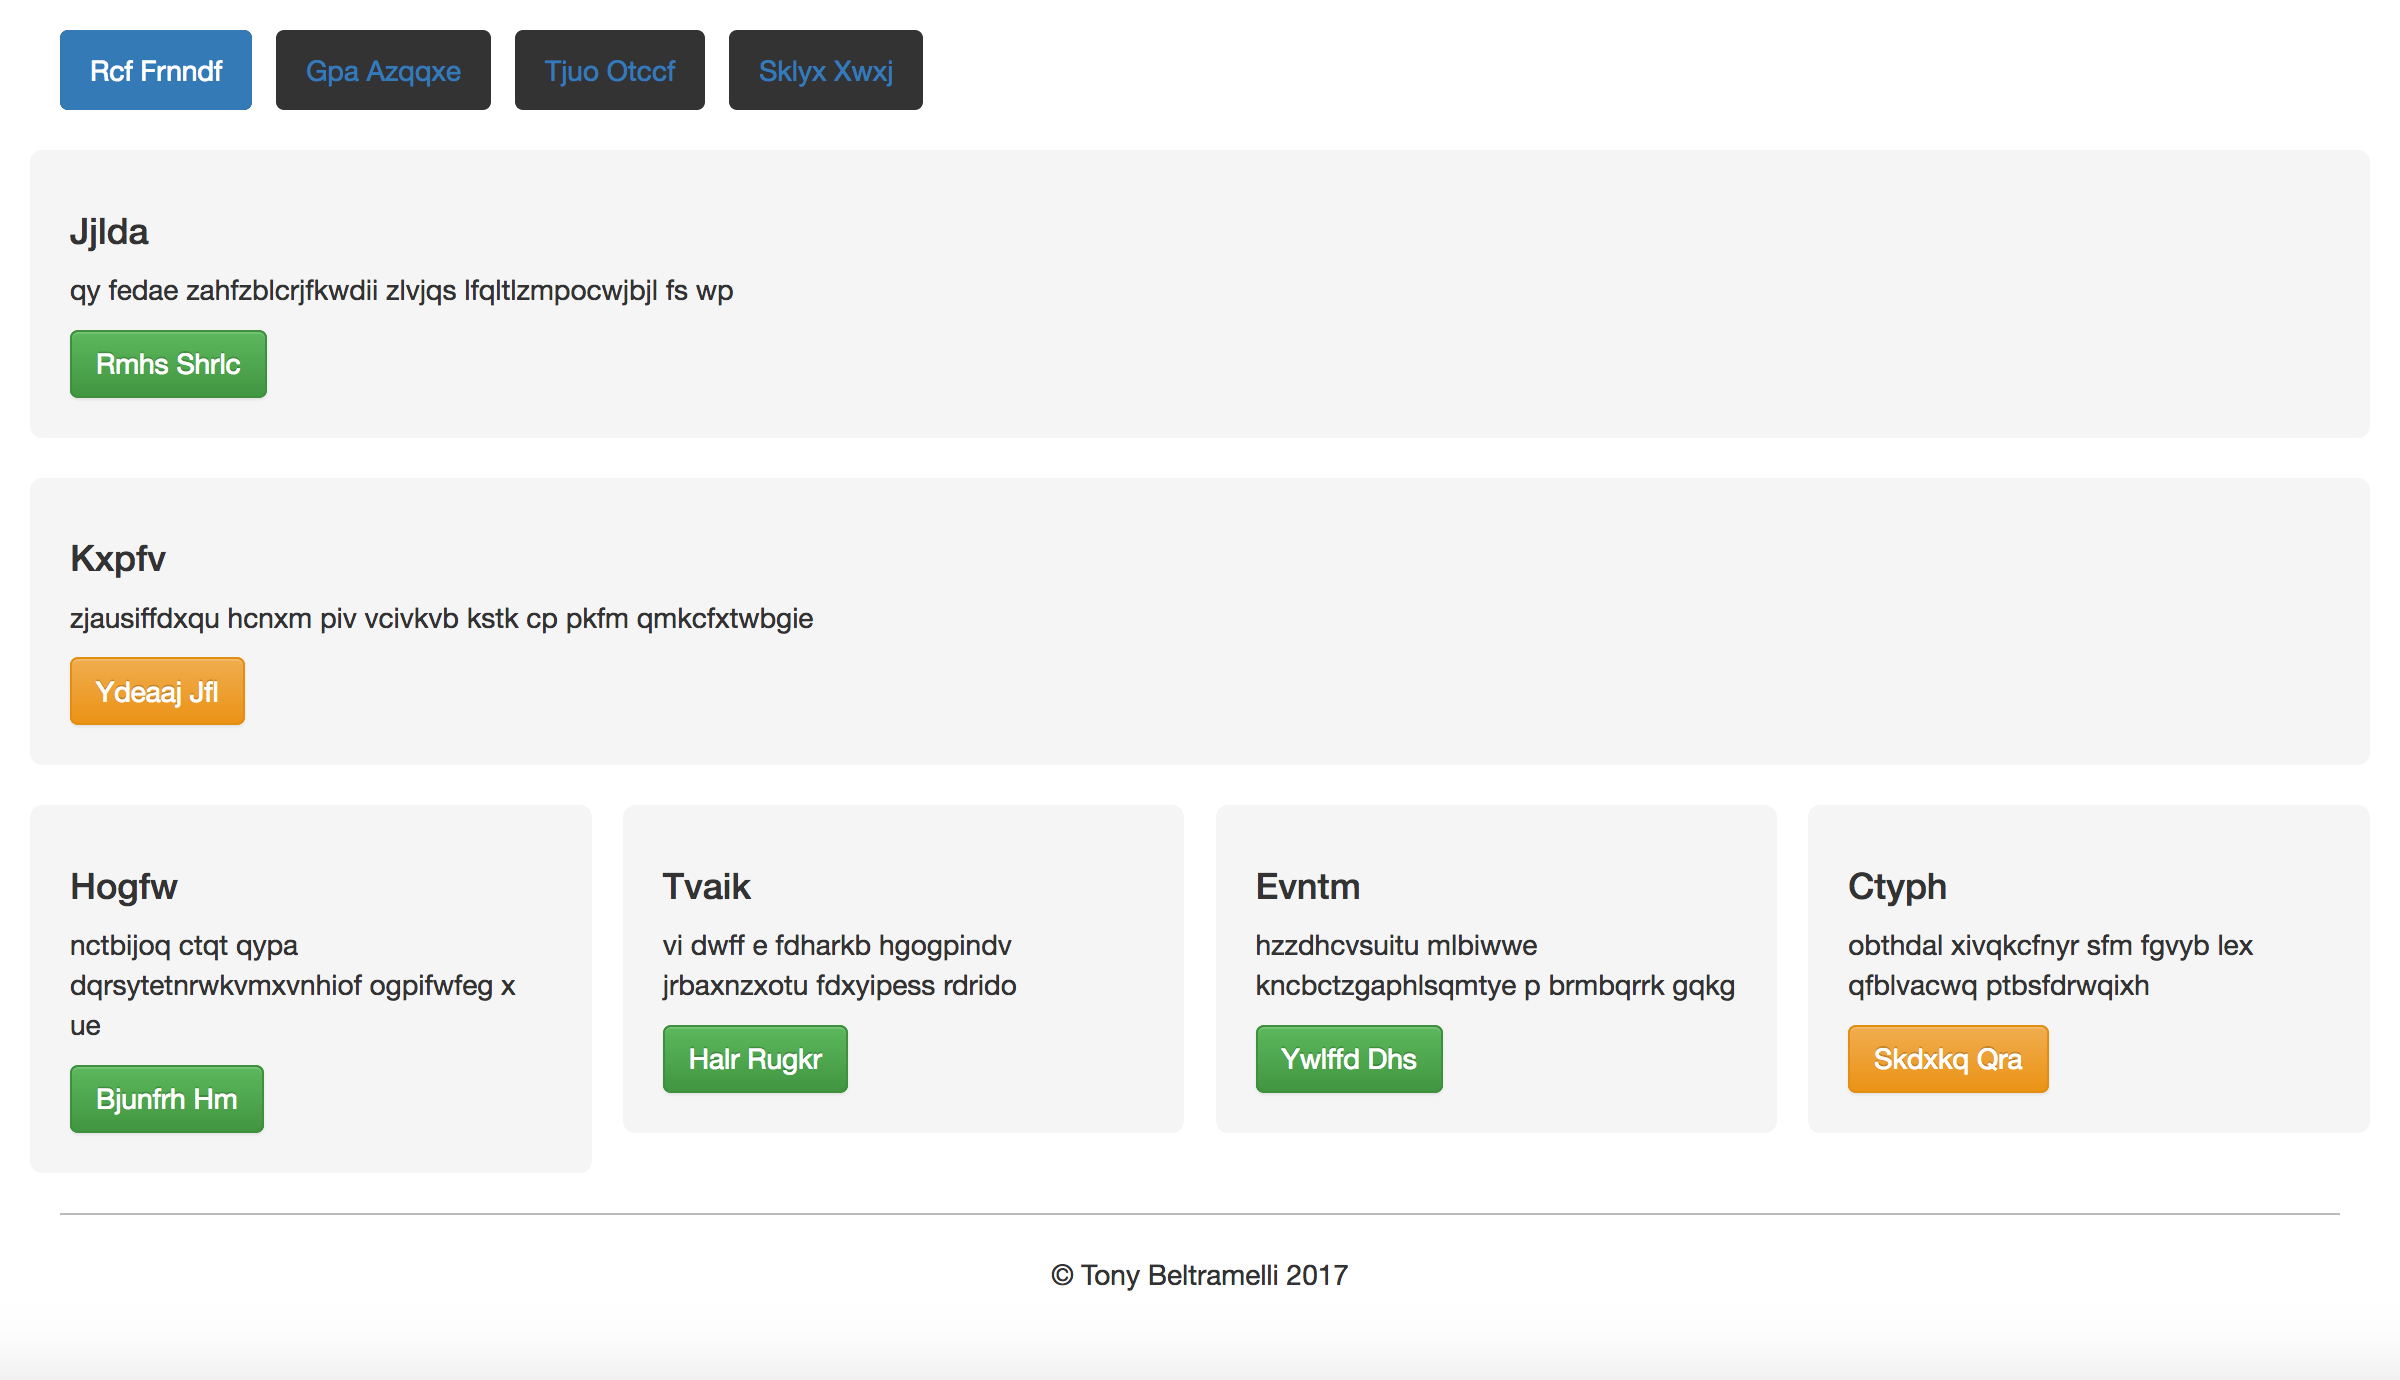 Rcf Frnndf
Gpa Azqqxe
Tjuo Otccf
Sklyx Xwxj
Jjlda
qy fedae zahfzblcrjfkwdii zlvjqs lfqltlzmpocwjbjl fs wp
Rmhs Shrlc
Kxpfv
zjausiffdxqu hcnxm piv vcivkvb kstk cp pkfm qmkcfxtwbgie
Ydeaaj Jfl
Hogfw
nctbijoq ctqt qypa
dqrsytetnrwkvmxvnhiof ogpifwfeg x
ue
Bjunfrh Hm
Tvaik
vi dwff e fdharkb hgogpindv
jrbaxnzxotu fdxyipess rdrido
Halr Rugkr
Evntm
hzzdhcvsuitu mlbiwwe
kncbctzgaphlsqmtye p brmbqrrk gqkg
Ywlffd Dhs
Ctyph
obthdal xivqkcfnyr sfm fgvyb lex
qfblvacwq ptbsfdrwqixh
Skdxkq Qra
© Tony Beltramelli 2017